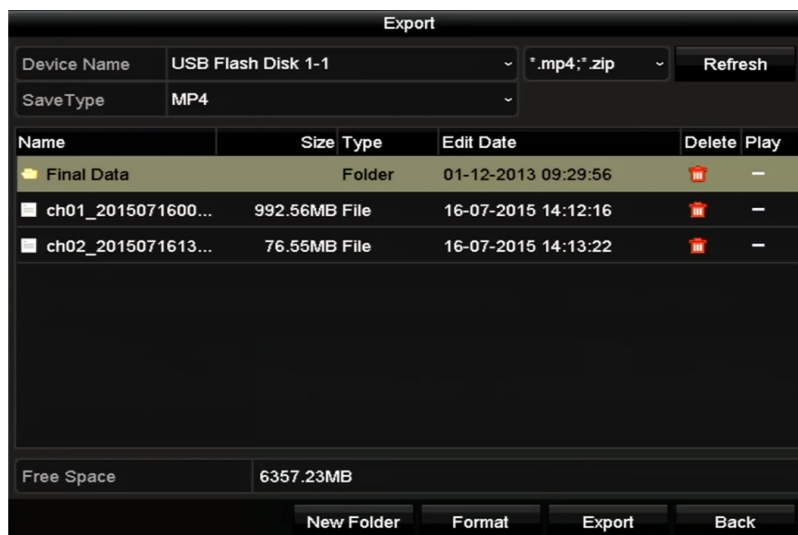 Export
Device Name USB Flash Disk 1-1 *.mp4;*.zip Refresh
SaveType MP4
Name Size Type Edit Date Delete Play
Final Data Folder 01-12-2013 09:29:56 –
ch01_2015071600... 992.56MB File 16-07-2015 14:12:16 –
ch02_2015071613... 76.55MB File 16-07-2015 14:13:22 –
Free Space 6357.23MB
New Folder Format Export Back